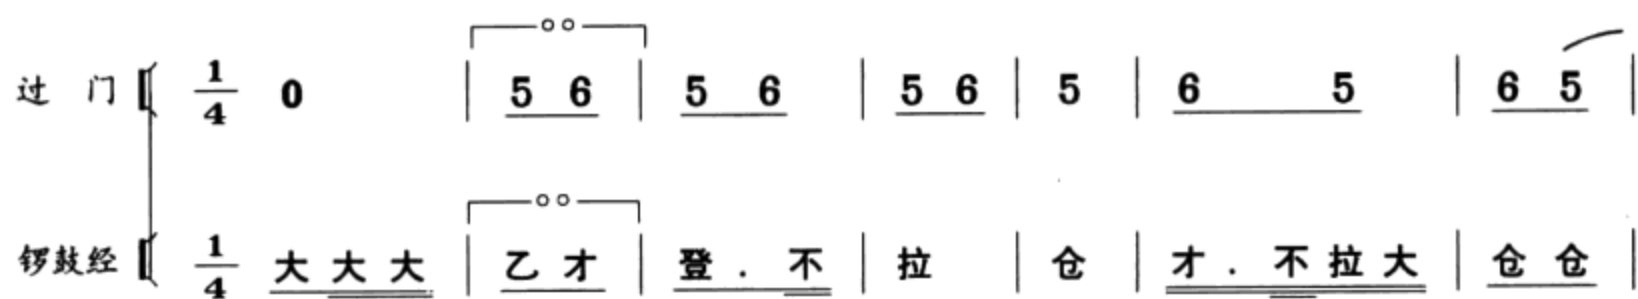 过 门 1/4 0 | 5 6 | 5 6 | 5 6 | 5 | 6 5 | 6 5 |
锣鼓经 1/4 大 大 大 | 乙 才 | 登 . 不 | 拉 | 仓 | 才 . 不 拉 大 | 仓 仓 |